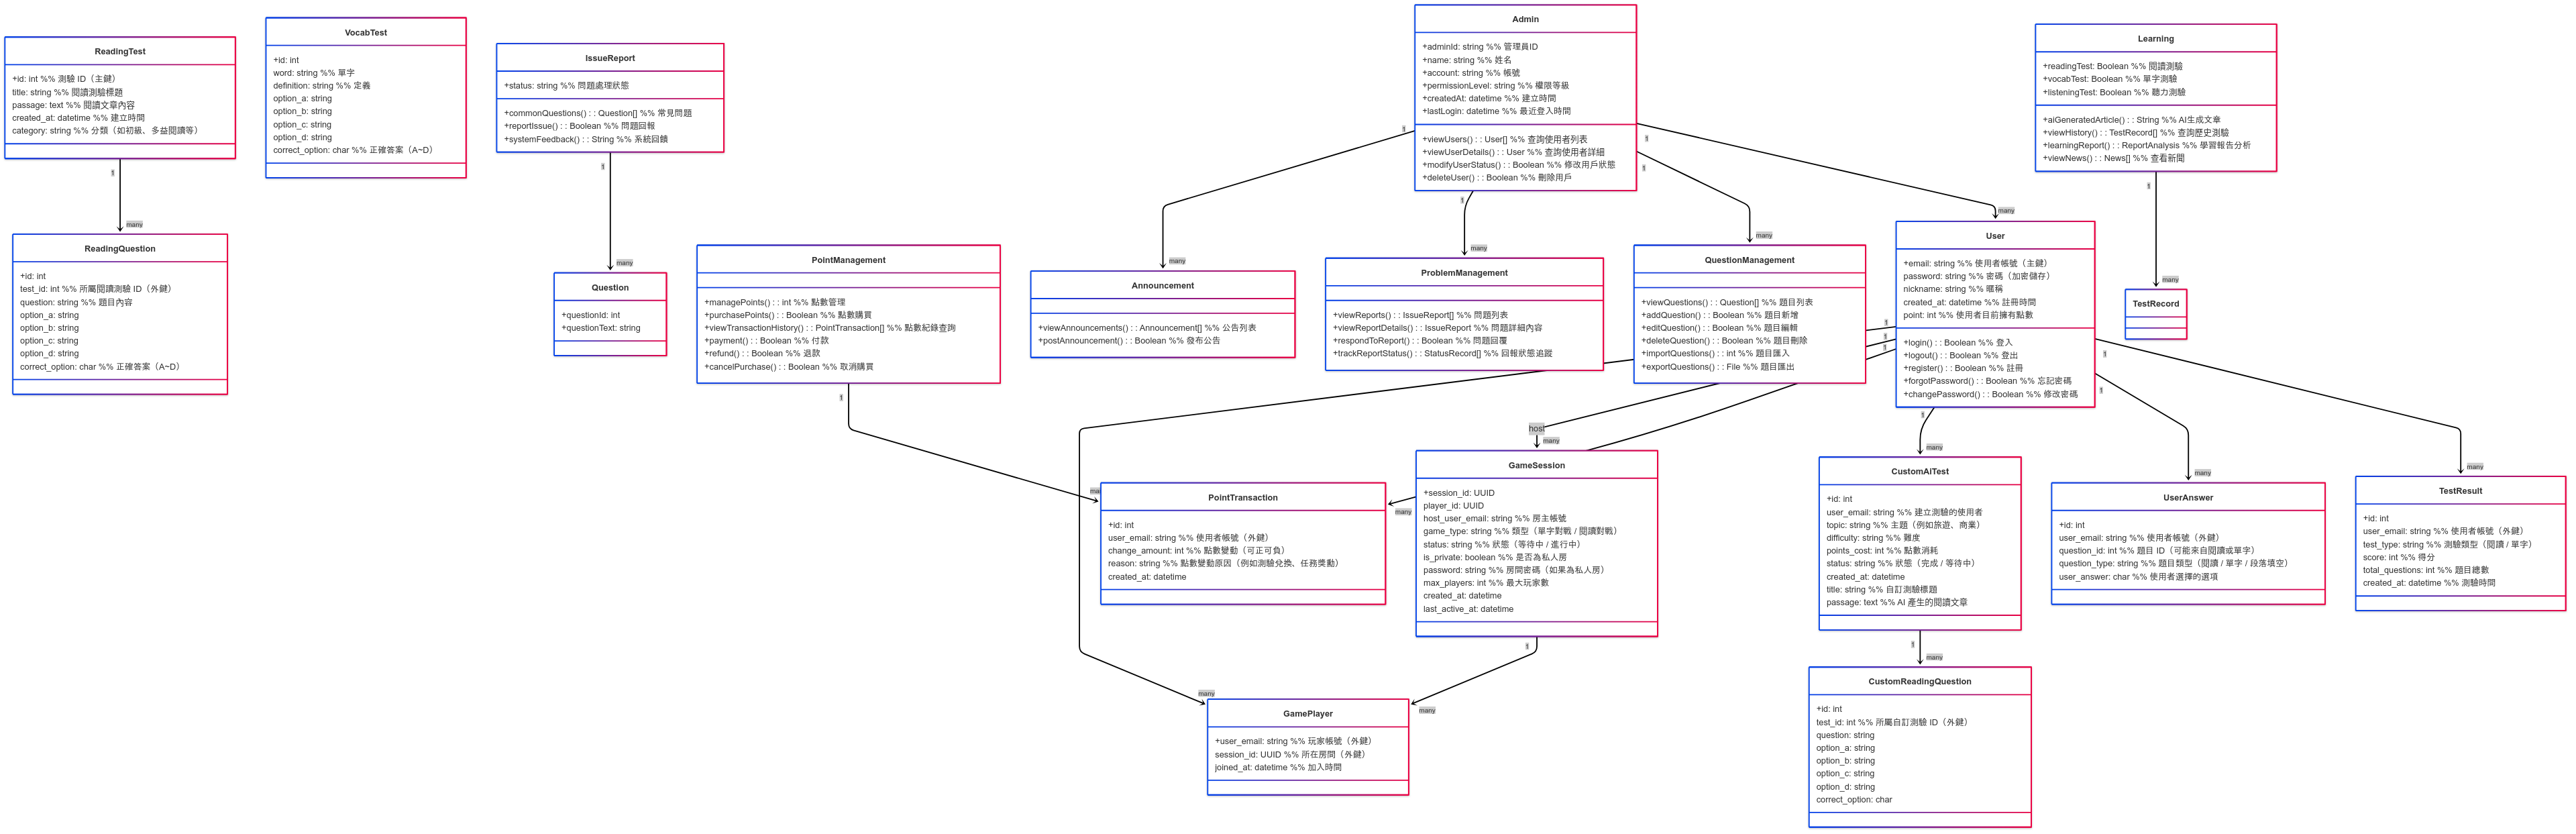 ReadingTest
+id: int %% 測驗 ID（主鍵）
title: string %% 閱讀測驗標題
passage: text %% 閱讀文章內容
created_at: datetime %% 建立時間
category: string %% 分類（如初級、多益閱讀等）
1
many
ReadingQuestion
+id: int
test_id: int %% 所屬閱讀測驗 ID（外鍵）
question: string %% 題目內容
option_a: string
option_b: string
option_c: string
option_d: string
correct_option: char %% 正確答案（A~D）
VocabTest
+id: int
word: string %% 單字
definition: string %% 定義
option_a: string
option_b: string
option_c: string
option_d: string
correct_option: char %% 正確答案（A~D）
IssueReport
+status: string %% 問題處理狀態
+commonQuestions() : : Question[] %% 常見問題
+reportIssue() : : Boolean %% 問題回報
+systemFeedback() : : String %% 系統回饋
1
many
Question
+questionId: int
+questionText: string
PointManagement
+managePoints() : : int %% 點數管理
+purchasePoints() : : Boolean %% 點數購買
+viewTransactionHistory() : : PointTransaction[] %% 點數紀錄查詢
+payment() : : Boolean %% 付款
+refund() : : Boolean %% 退款
+cancelPurchase() : : Boolean %% 取消購買
1
Admin
+adminId: string %% 管理員ID
+name: string %% 姓名
+account: string %% 帳號
+permissionLevel: string %% 權限等級
+createdAt: datetime %% 建立時間
+lastLogin: datetime %% 最近登入時間
+viewUsers() : : User[] %% 查詢使用者列表
+viewUserDetails() : : User %% 查詢使用者詳細
+modifyUserStatus() : : Boolean %% 修改用戶狀態
+deleteUser() : : Boolean %% 刪除用戶
1
1
1
1
many
many
many
many
Announcement
+viewAnnouncements() : : Announcement[] %% 公告列表
+postAnnouncement() : : Boolean %% 發布公告
ProblemManagement
+viewReports() : : IssueReport[] %% 問題列表
+viewReportDetails() : : IssueReport %% 問題詳細內容
+respondToReport() : : Boolean %% 問題回覆
+trackReportStatus() : : StatusRecord[] %% 回報狀態追蹤
QuestionManagement
+viewQuestions() : : Question[] %% 題目列表
+addQuestion() : : Boolean %% 題目新增
+editQuestion() : : Boolean %% 題目編輯
+deleteQuestion() : : Boolean %% 題目刪除
+importQuestions() : : int %% 題目匯入
+exportQuestions() : : File %% 題目匯出
User
+email: string %% 使用者帳號（主鍵）
password: string %% 密碼（加密儲存）
nickname: string %% 暱稱
created_at: datetime %% 註冊時間
point: int %% 使用者目前擁有點數
+login() : : Boolean %% 登入
+logout() : : Boolean %% 登出
+register() : : Boolean %% 註冊
+forgotPassword() : : Boolean %% 忘記密碼
+changePassword() : : Boolean %% 修改密碼
1
1
1
1
1
1
Learning
+readingTest: Boolean %% 閱讀測驗
+vocabTest: Boolean %% 單字測驗
+listeningTest: Boolean %% 聽力測驗
+aiGeneratedArticle() : : String %% AI生成文章
+viewHistory() : : TestRecord[] %% 查詢歷史測驗
+learningReport() : : ReportAnalysis %% 學習報告分析
+viewNews() : : News[] %% 查看新聞
1
many
TestRecord
host
many
many
many
many
many
PointTransaction
+id: int
user_email: string %% 使用者帳號（外鍵）
change_amount: int %% 點數變動（可正可負）
reason: string %% 點數變動原因（例如測驗兌換、任務獎勵）
created_at: datetime
GameSession
+session_id: UUID
player_id: UUID
host_user_email: string %% 房主帳號
game_type: string %% 類型（單字對戰 / 閱讀對戰）
status: string %% 狀態（等待中 / 進行中）
is_private: boolean %% 是否為私人房
password: string %% 房間密碼（如果為私人房）
max_players: int %% 最大玩家數
created_at: datetime
last_active_at: datetime
1
many
many
GamePlayer
+user_email: string %% 玩家帳號（外鍵）
session_id: UUID %% 所在房間（外鍵）
joined_at: datetime %% 加入時間
CustomAITest
+id: int
user_email: string %% 建立測驗的使用者
topic: string %% 主題（例如旅遊、商業）
difficulty: string %% 難度
points_cost: int %% 點數消耗
status: string %% 狀態（完成 / 等待中）
created_at: datetime
title: string %% 自訂測驗標題
passage: text %% AI 產生的閱讀文章
1
many
CustomReadingQuestion
+id: int
test_id: int %% 所屬自訂測驗 ID（外鍵）
question: string
option_a: string
option_b: string
option_c: string
option_d: string
correct_option: char
UserAnswer
+id: int
user_email: string %% 使用者帳號（外鍵）
question_id: int %% 題目 ID（可能來自閱讀或單字）
question_type: string %% 題目類型（閱讀 / 單字 / 段落填空）
user_answer: char %% 使用者選擇的選項
TestResult
+id: int
user_email: string %% 使用者帳號（外鍵）
test_type: string %% 測驗類型（閱讀 / 單字）
score: int %% 得分
total_questions: int %% 題目總數
created_at: datetime %% 測驗時間